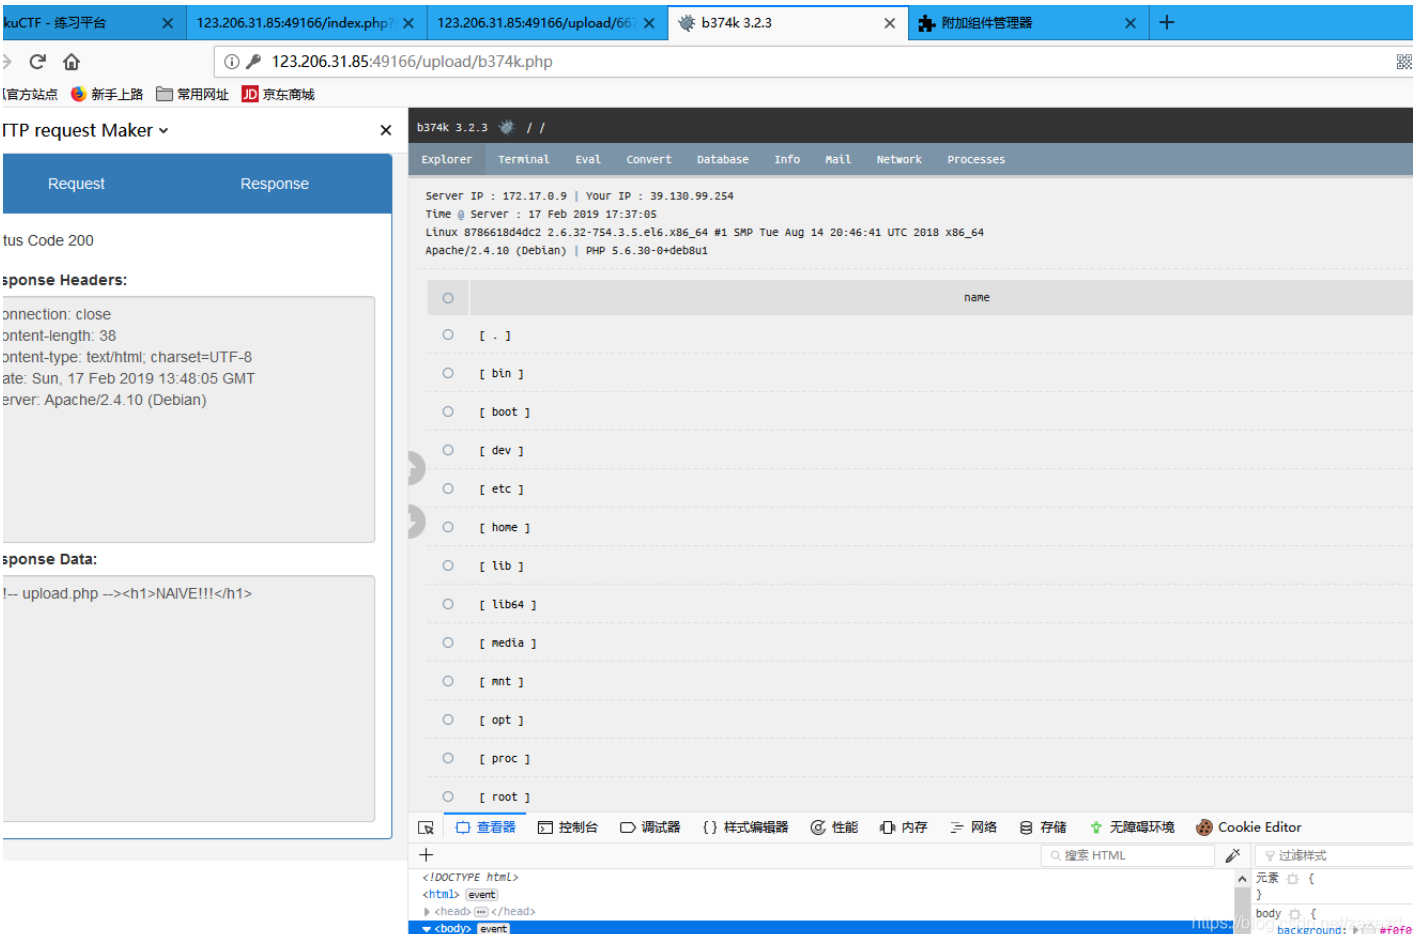 kuCTF - 练习平台
123.206.31.85:49166/index.php?
123.206.31.85:49166/upload/667
b374k 3.2.3
附加组件管理器
123.206.31.85:49166/upload/b374k.php
官方站点
新手上路
常用网址
JD 京东商城
TTP request Maker
Request
Response
tus Code 200
sponse Headers:
onnection: close
ontent-length: 38
ontent-type: text/html; charset=UTF-8
ate: Sun, 17 Feb 2019 13:48:05 GMT
erver: Apache/2.4.10 (Debian)
sponse Data:
!-- upload.php --><h1>NAIVE!!!</h1>
b374k 3.2.3 / /
Explorer Terminal Eval Convert Database Info Mail Network Processes
Server IP : 172.17.0.9 | Your IP : 39.130.99.254
Time @ Server : 17 Feb 2019 17:37:05
Linux 8786618d4dc2 2.6.32-754.3.5.el6.x86_64 #1 SMP Tue Aug 14 20:46:41 UTC 2018 x86_64
Apache/2.4.10 (Debian) | PHP 5.6.30-0+deb8u1
name
[ . ]
[ bin ]
[ boot ]
[ dev ]
[ etc ]
[ home ]
[ lib ]
[ lib64 ]
[ media ]
[ mnt ]
[ opt ]
[ proc ]
[ root ]
查看器 控制台 调试器 {} 样式编辑器 性能 内存 网络 存储 无障碍环境 Cookie Editor
搜索 HTML
过滤样式
<!DOCTYPE html>
<html> event
<head> ... </head>
<body> event
元素 {
}
body {
background: #f0f0